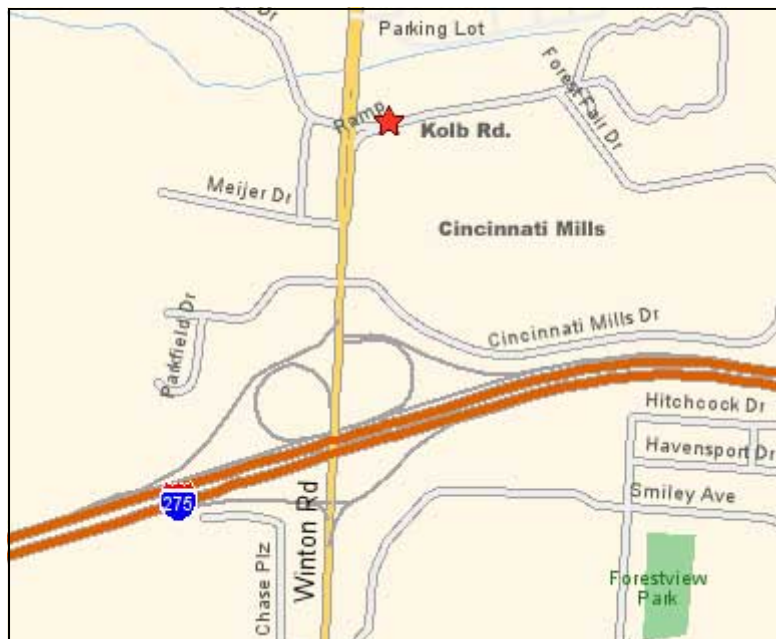 Dr
Parking Lot
Ramp
Kolb Rd.
Forest Fair Dr
Meijer Dr
Cincinnati Mills
Parkfield Dr
Cincinnati Mills Dr
Hitchcock Dr
Havensport Dr
275
Winton Rd
Smiley Ave
Chase Plz
Forestview
Park